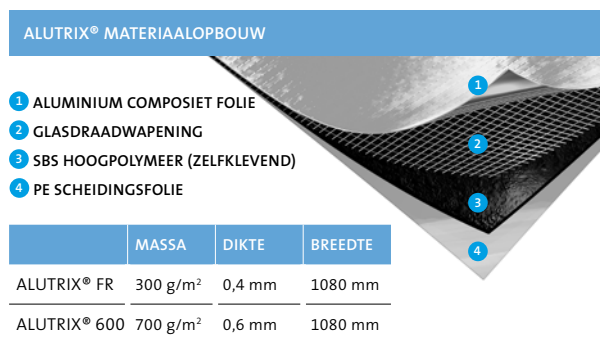 ALUTRIX® MATERIAALOPBOUW
1 ALUMINIUM COMPOSIET FOLIE
2 GLASDRAADWAPENING
3 SBS HOOGPOLYMEER (ZELFKLEVEND)
4 PE SCHEIDINGSFOLIE
1
2
3
4
MASSA DIKTE BREEDTE
ALUTRIX® FR 300 g/m² 0,4 mm 1080 mm
ALUTRIX® 600 700 g/m² 0,6 mm 1080 mm